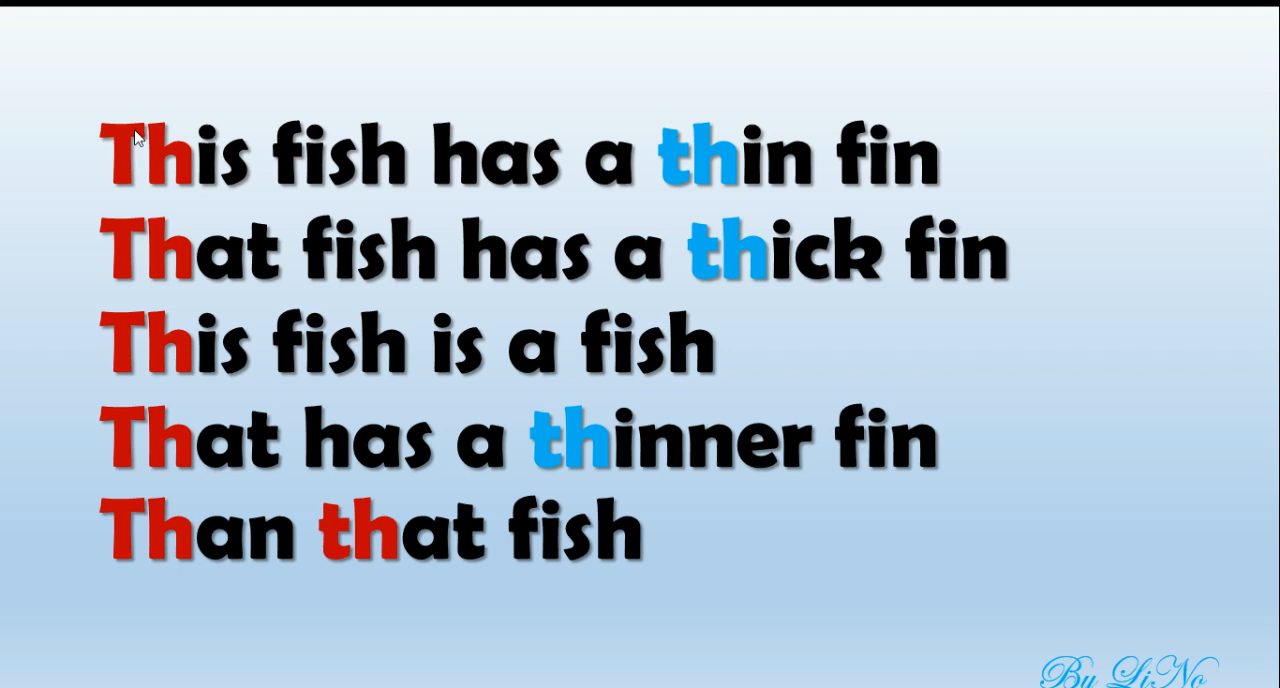 This fish has a thin fin
That fish has a thick fin
This fish is a fish
That has a thinner fin
Than that fish
By LiNo